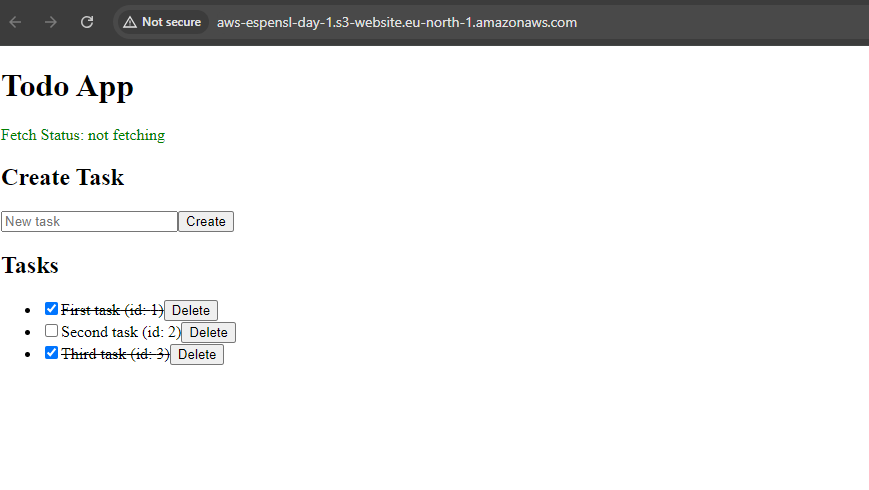 Not secure aws-espensl-day-1.s3-website.eu-north-1.amazonaws.com
Todo App
Fetch Status: not fetching
Create Task
New task Create
Tasks
First task (id: 1) Delete
Second task (id: 2) Delete
Third task (id: 3) Delete